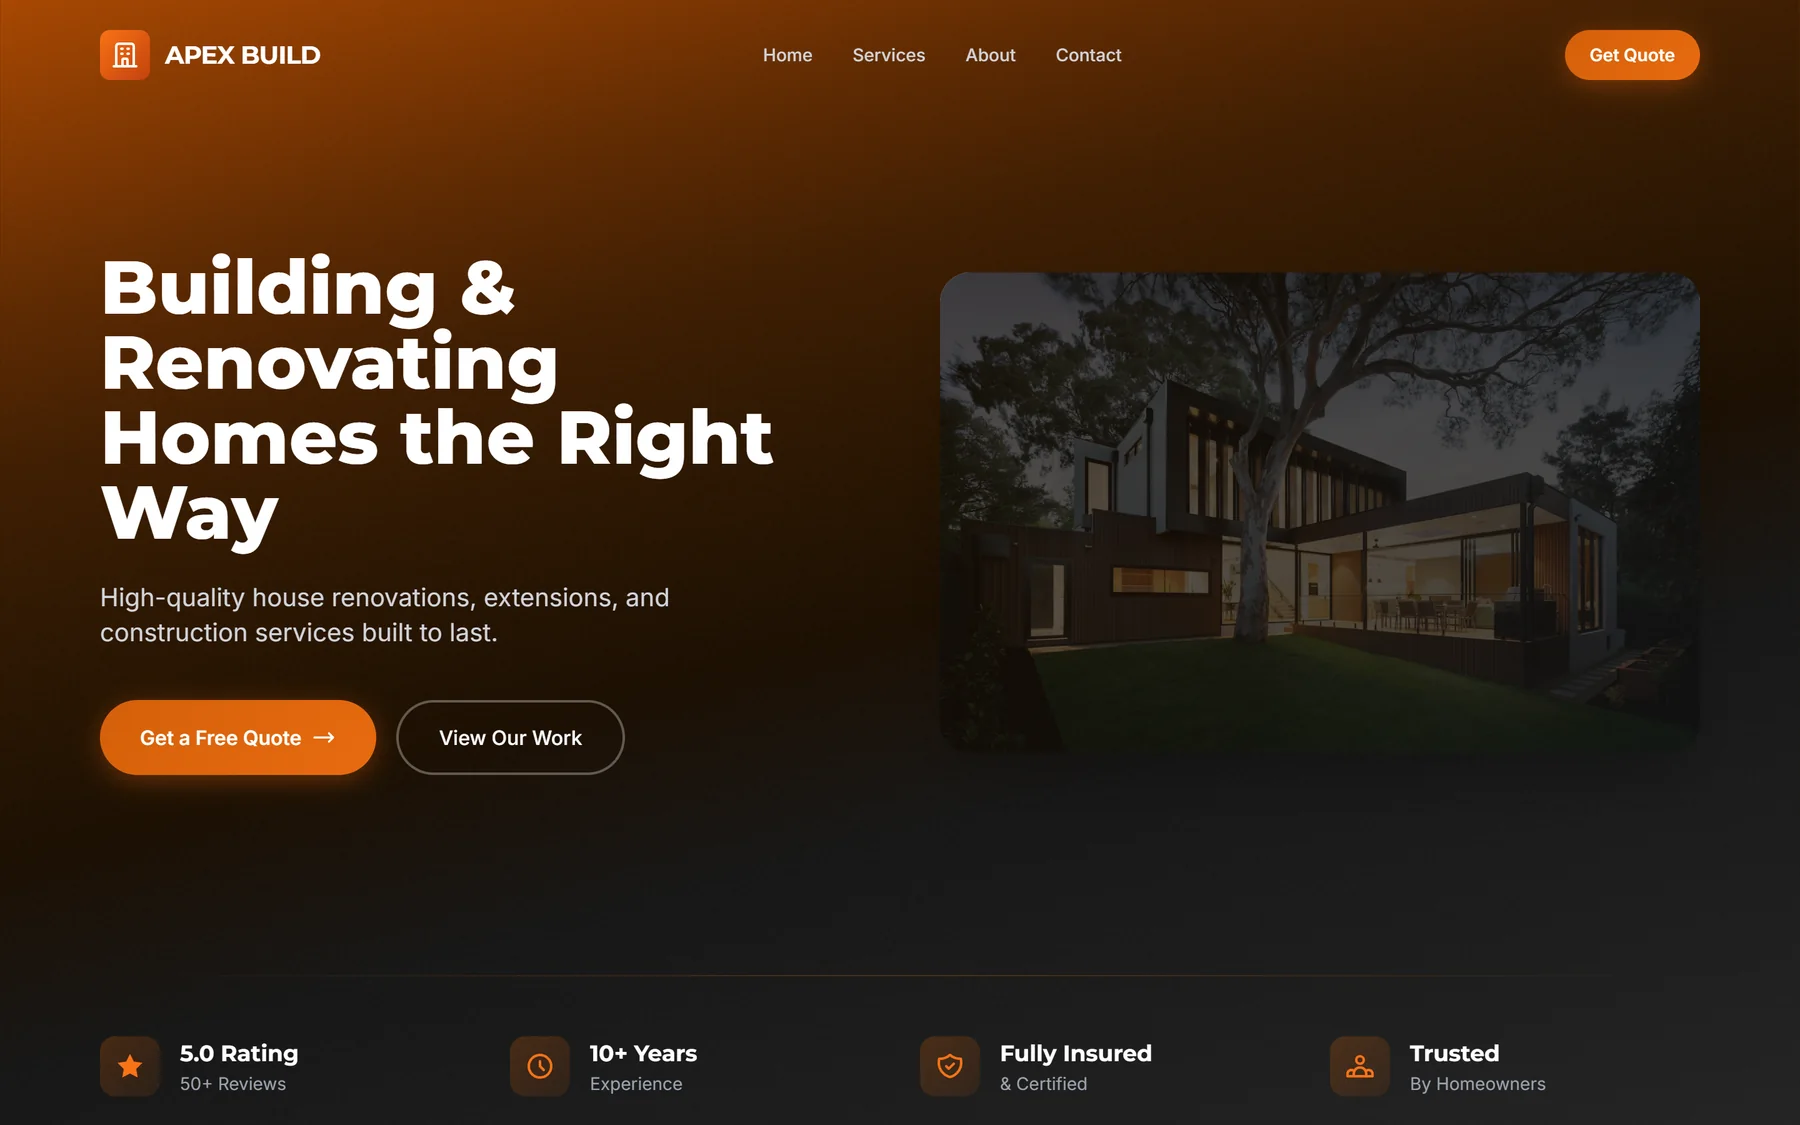 APEX BUILD
Home
Services
About
Contact
Get Quote
Building &
Renovating
Homes the Right
Way
High-quality house renovations, extensions, and
construction services built to last.
Get a Free Quote →
View Our Work
5.0 Rating
50+ Reviews
10+ Years
Experience
Fully Insured
& Certified
Trusted
By Homeowners